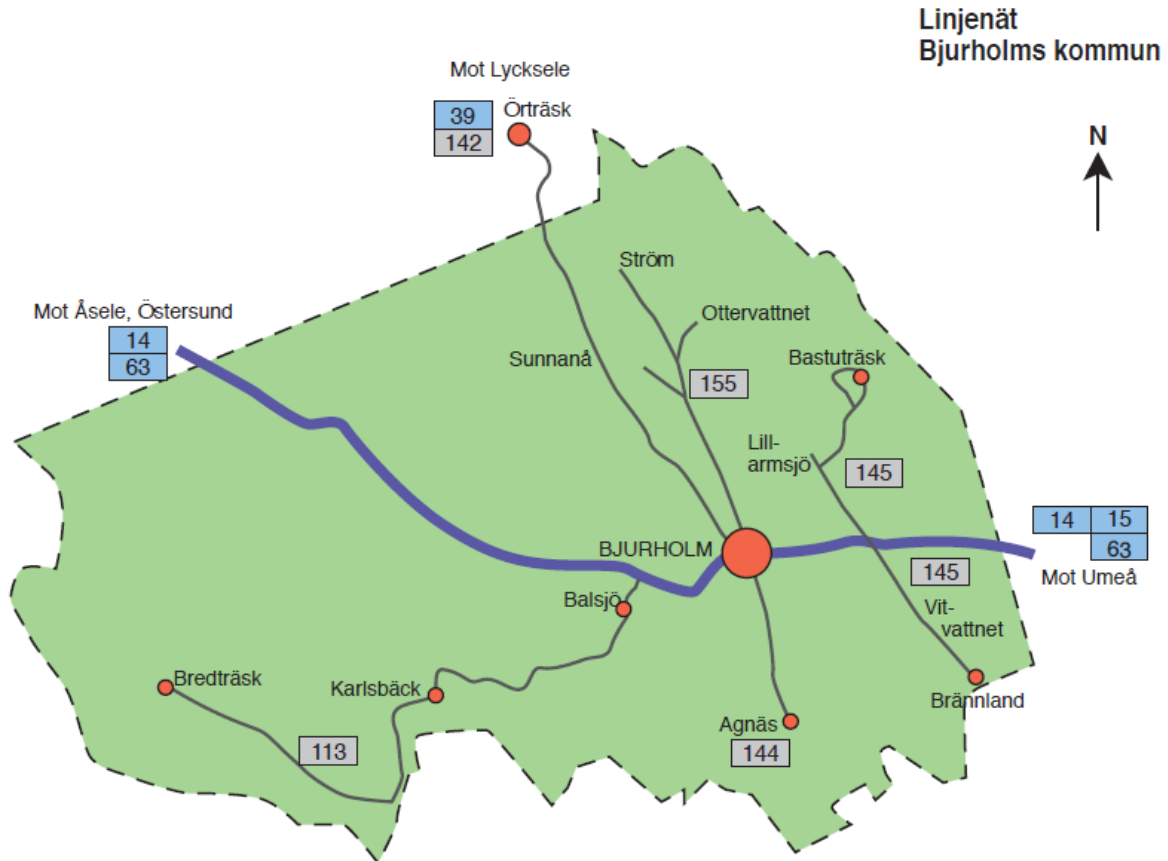 Linjenät
Bjurholms kommun
Mot Lycksele
39
142
Örträsk
N
Ström
Mot Åsele, Östersund
14
63
Ottervattnet
Sunnanå
Bastuträsk
155
Lill-
armsjö
145
14 15
63
Mot Umeå
BJURHOLM
145
Balsjö
Vit-
vattnet
Bredträsk
Karlsbäck
Brännland
Agnäs
113
144